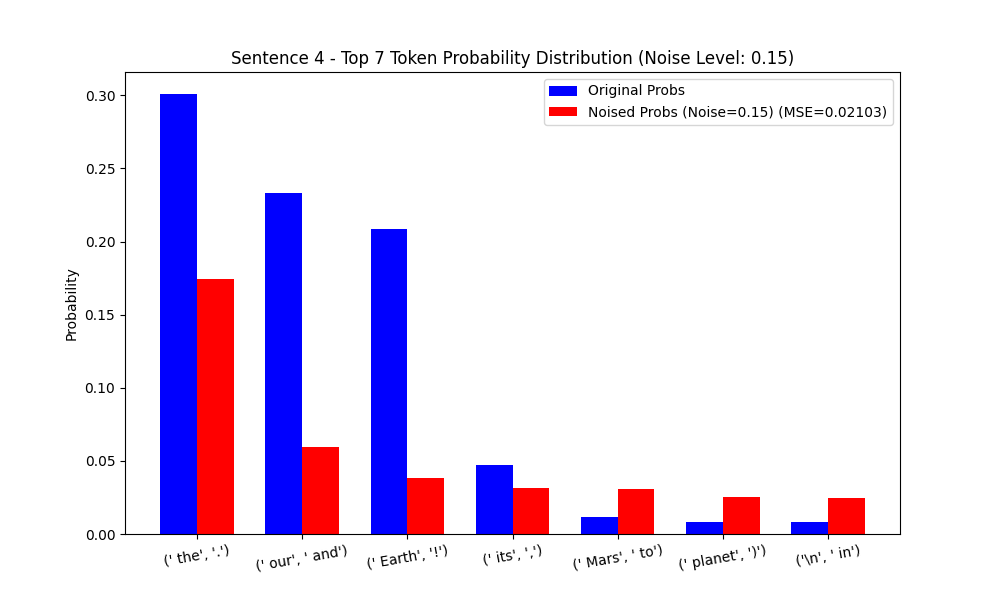 Sentence 4 - Top 7 Token Probability Distribution (Noise Level: 0.15)
Original Probs
Noised Probs (Noise=0.15) (MSE=0.02103)
Probability
0.30
0.25
0.20
0.15
0.10
0.05
0.00
(' the', '.')
(' our', ' and')
(' Earth', '!')
(' its', ',')
(' Mars', ' to')
(' planet', ')')
('\n', ' in')